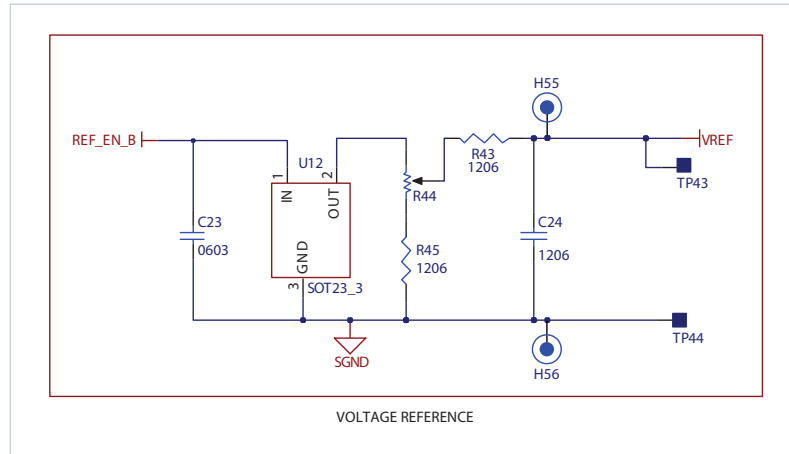 H55
REF_EN_B
U12
R43
1206
VREF
1
2
IN
OUT
R44
TP43
C23
0603
R45
1206
C24
1206
GND
3
SOT23_3
SGND
TP44
H56
VOLTAGE REFERENCE